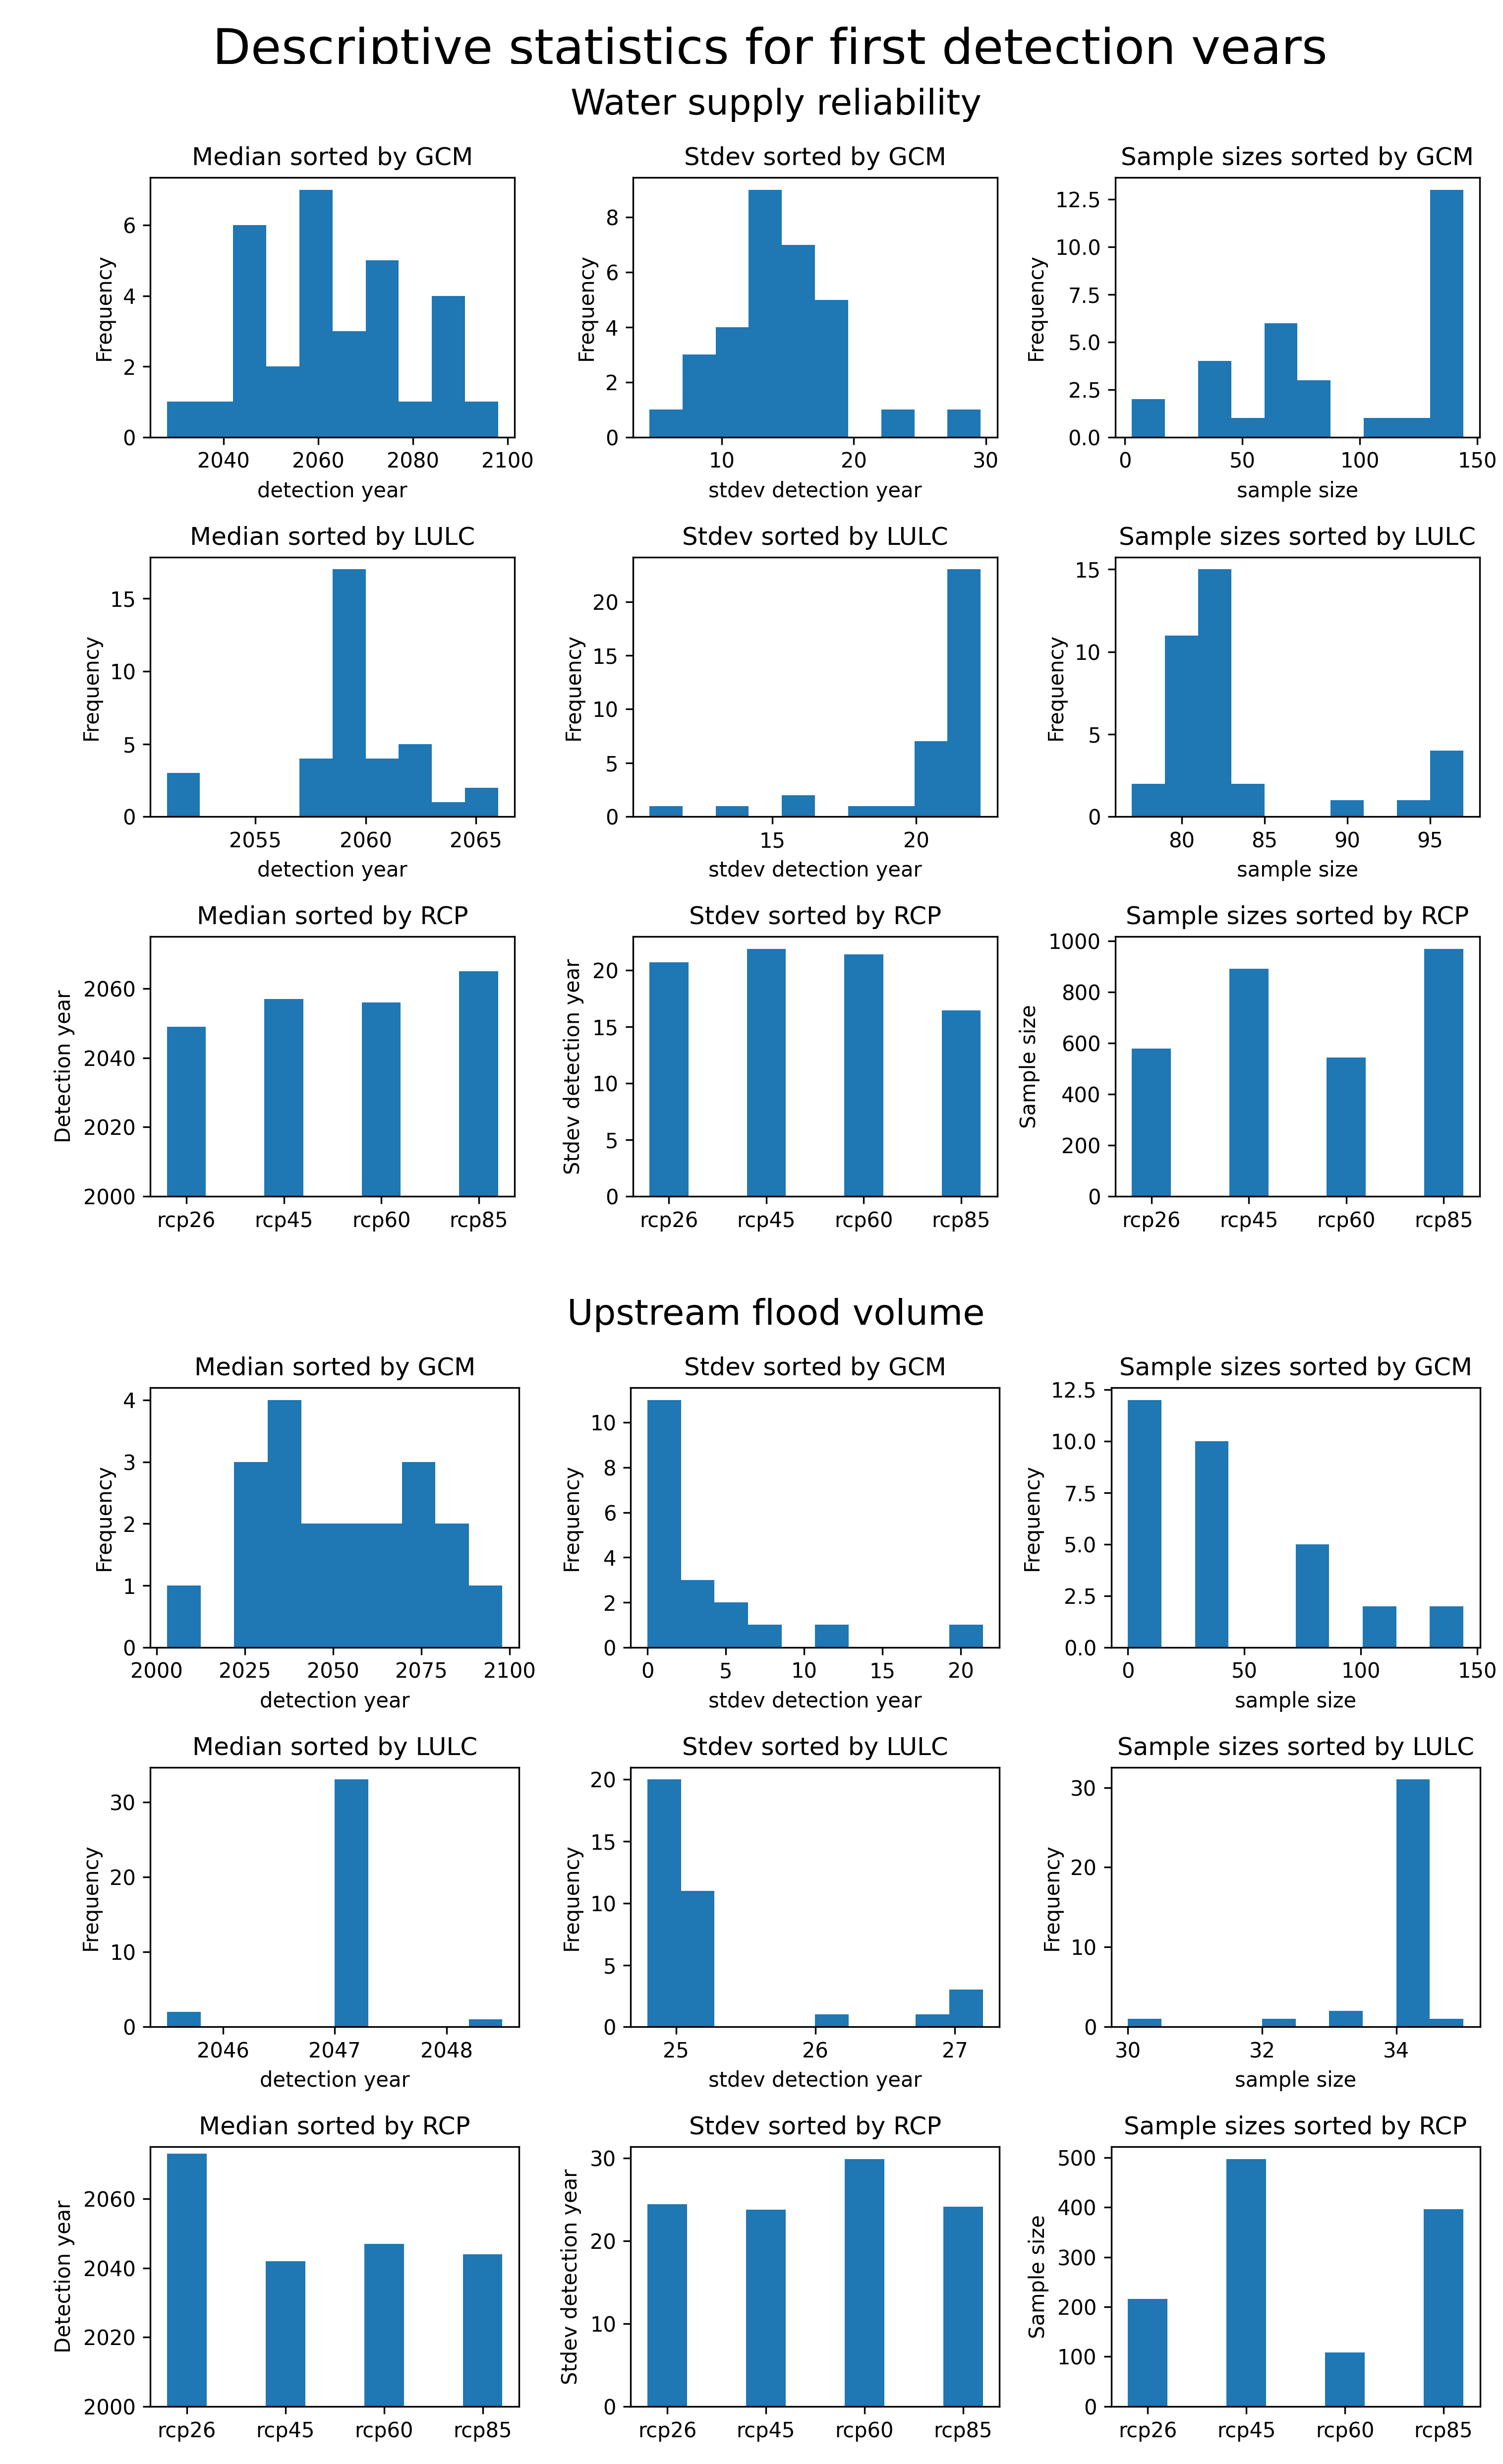 Descriptive statistics for first detection years
Water supply reliability
Median sorted by GCM
Frequency
6
4
2
0
2040 2060 2080 2100
detection year
Stdev sorted by GCM
Frequency
8
6
4
2
0
10 20 30
stdev detection year
Sample sizes sorted by GCM
Frequency
12.5
10.0
7.5
5.0
2.5
0.0
0 50 100 150
sample size
Median sorted by LULC
Frequency
15
10
5
0
2055 2060 2065
detection year
Stdev sorted by LULC
Frequency
20
15
10
5
0
15 20
stdev detection year
Sample sizes sorted by LULC
Frequency
15
10
5
0
80 85 90 95
sample size
Median sorted by RCP
Detection year
2060
2040
2020
2000
rcp26 rcp45 rcp60 rcp85
Stdev sorted by RCP
Stdev detection year
20
15
10
5
0
rcp26 rcp45 rcp60 rcp85
Sample sizes sorted by RCP
Sample size
1000
800
600
400
200
0
rcp26 rcp45 rcp60 rcp85
Upstream flood volume
Median sorted by GCM
Frequency
4
3
2
1
0
2000 2025 2050 2075 2100
detection year
Stdev sorted by GCM
Frequency
10
8
6
4
2
0
0 5 10 15 20
stdev detection year
Sample sizes sorted by GCM
Frequency
12.5
10.0
7.5
5.0
2.5
0.0
0 50 100 150
sample size
Median sorted by LULC
Frequency
30
20
10
0
2046 2047 2048
detection year
Stdev sorted by LULC
Frequency
20
15
10
5
0
25 26 27
stdev detection year
Sample sizes sorted by LULC
Frequency
30
20
10
0
30 32 34
sample size
Median sorted by RCP
Detection year
2060
2040
2020
2000
rcp26 rcp45 rcp60 rcp85
Stdev sorted by RCP
Stdev detection year
30
20
10
0
rcp26 rcp45 rcp60 rcp85
Sample sizes sorted by RCP
Sample size
500
400
300
200
100
0
rcp26 rcp45 rcp60 rcp85